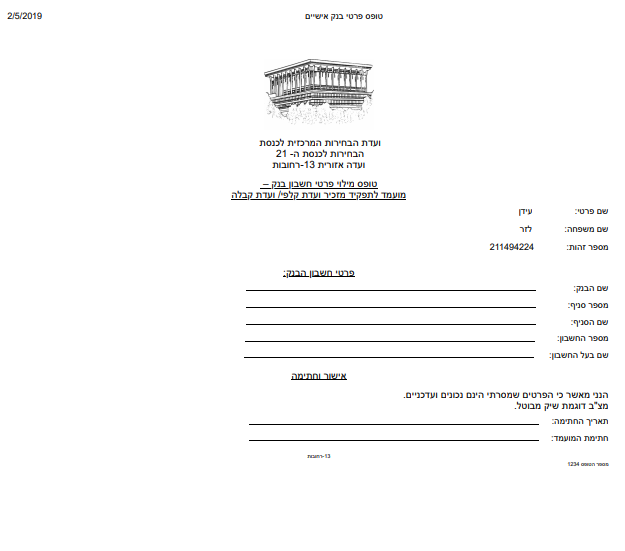 טופס פרטי בנק אישיים
2/5/2019
ועדת הבחירות המרכזית לכנסת
הבחירות לכנסת ה- 21
ועדה אזורית 13-רחובות
טופס מילוי פרטי חשבון בנק –
מועמד לתפקיד מזכיר ועדת קלפי/ ועדת קבלה
שם פרטי: עידן
שם משפחה: לזר
מספר זהות: 211494224
פרטי חשבון הבנק:
שם הבנק:
מספר סניף:
שם הסניף:
מספר החשבון:
שם בעל החשבון:
אישור וחתימה
הנני מאשר כי הפרטים שמסרתי הינם נכונים ועדכניים.
מצ"ב דוגמת שיק מבוטל.
תאריך החתימה:
חתימת המועמד:
13-רחובות
מספר הטופס 1234